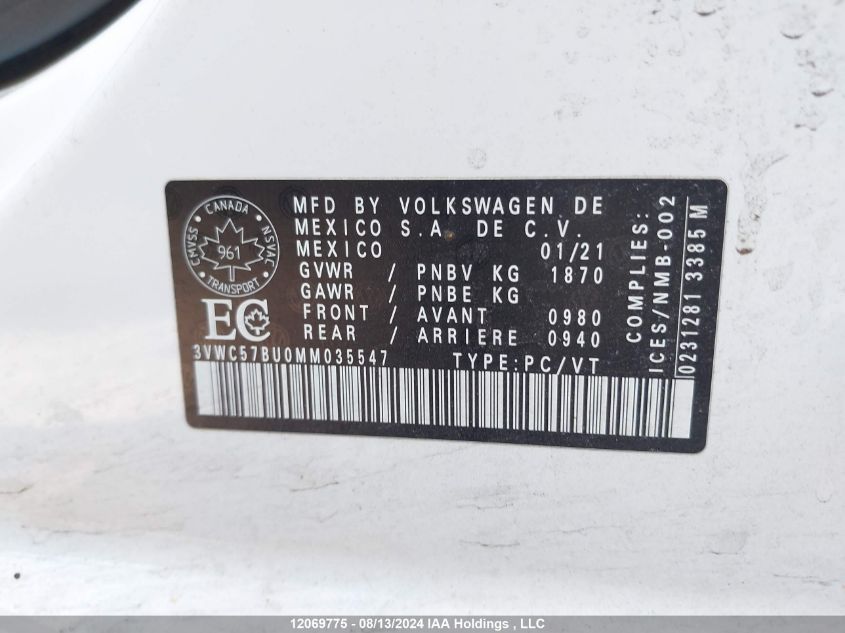 CANADA
CMVSS
961
NSVAC
TRANSPORT
EC
MFD BY VOLKSWAGEN DE
MEXICO S.A. DE C.V.
MEXICO 01/21
GVWR / PNBV KG 1870
GAWR / PNBE KG
FRONT / AVANT 0980
REAR / ARRIERE 0940
3VWC57BU0MM035547 TYPE:PC/VT
COMPLIES:
ICES/NMB-002
0231281 3385 M
12069775 - 08/13/2024 IAA Holdings , LLC